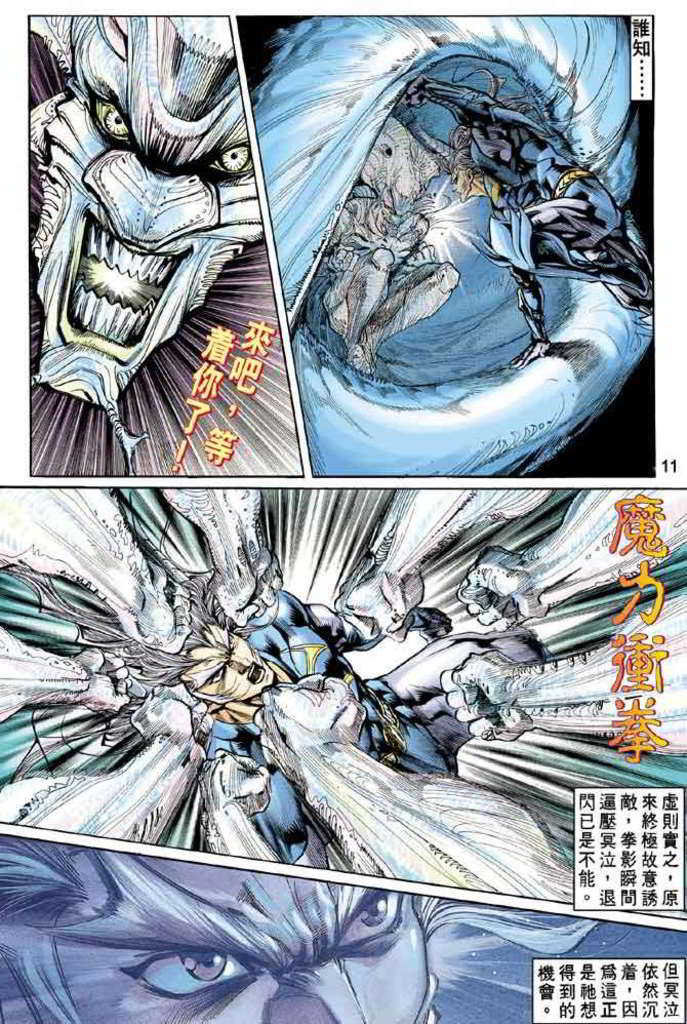 誰知……
來吧，等
着你了！
11
魔力衝拳
虛則實之，原
來終極故意誘
敵，拳影瞬間
逼壓冥泣，退
閃已是不能。
但冥泣
依然沉
着，因
為這正
是祂想
得到的
機會。